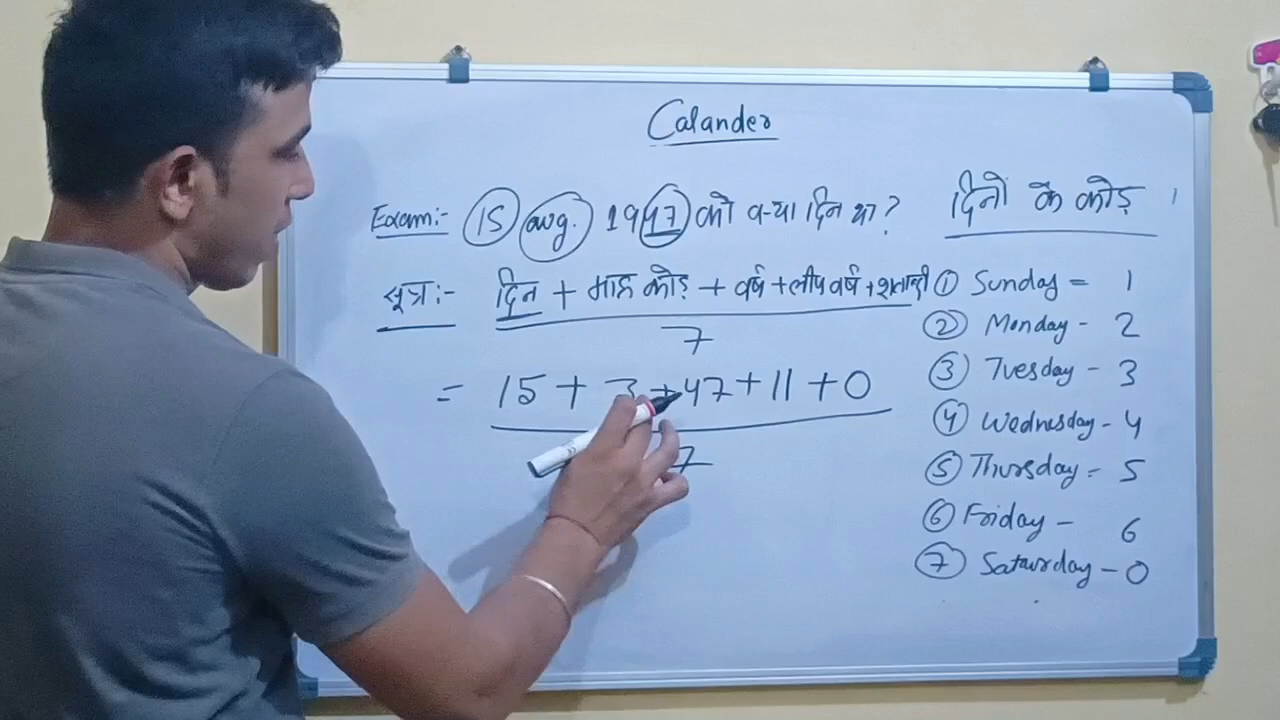 Calander
Exam:- 15 aug. 1947 को क्या दिन था?
सूत्र:- दिन + माह कोड़ + वर्ष + लीप वर्ष + शताब्दी
7
= 15 + 3 + 47 + 11 + 0
7
दिनो के कोड़
① Sunday = 1
② Monday - 2
③ Tuesday - 3
④ Wednesday - 4
⑤ Thursday = 5
⑥ Friday - 6
⑦ Saturday - 0